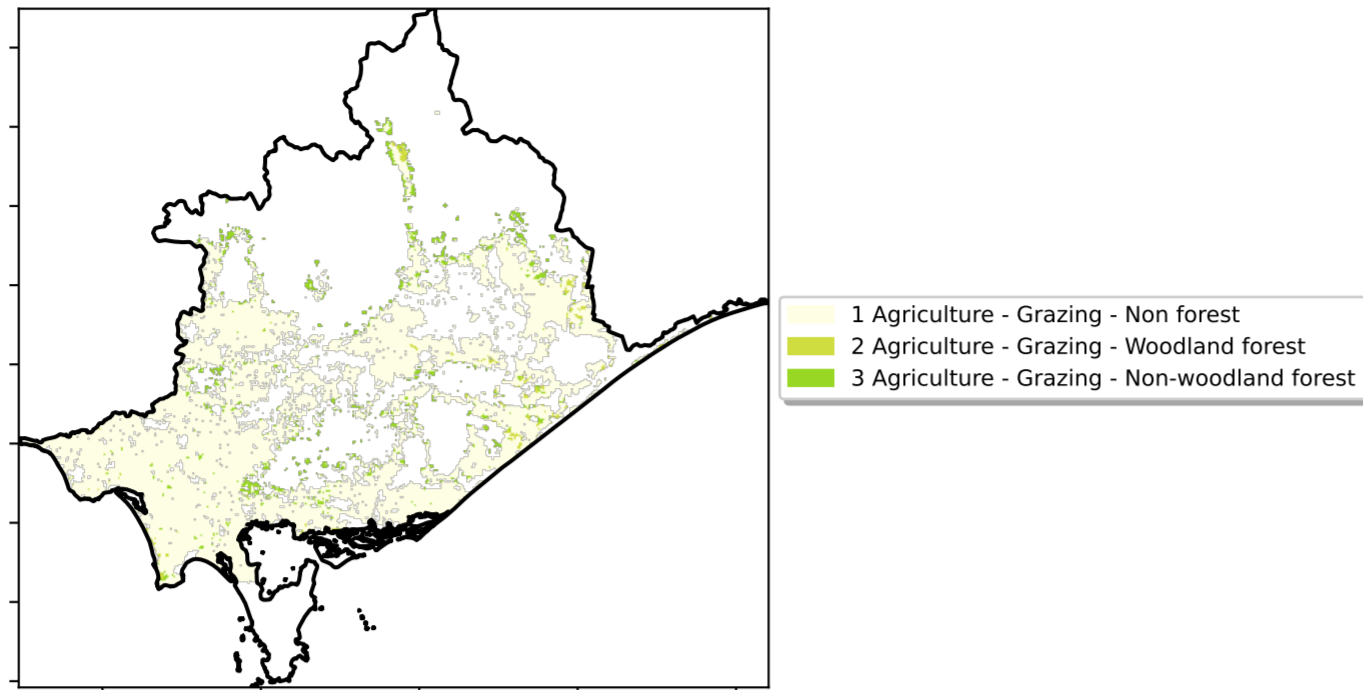 1 Agriculture - Grazing - Non forest
2 Agriculture - Grazing - Woodland forest
3 Agriculture - Grazing - Non-woodland forest